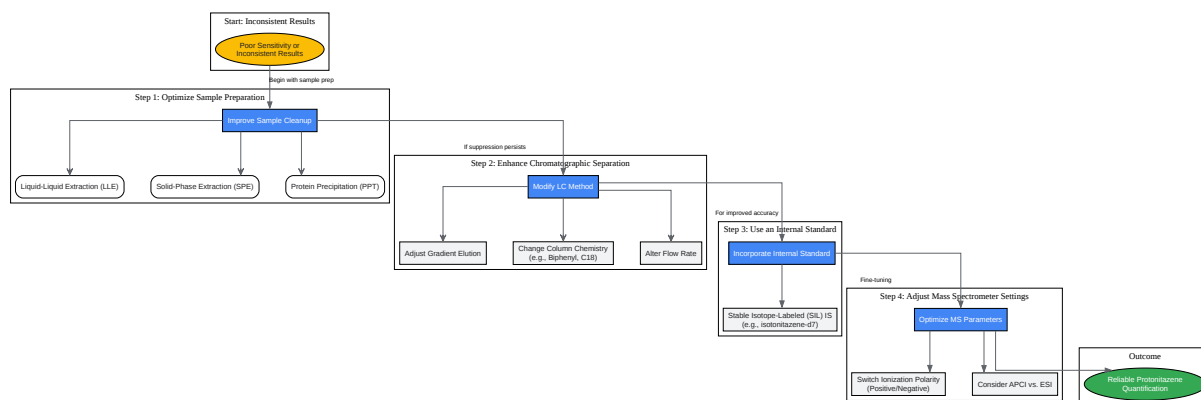 Start: Inconsistent Results
Poor Sensitivity or
Inconsistent Results
Begin with sample prep
Step 1: Optimize Sample Preparation
Improve Sample Cleanup
Liquid-Liquid Extraction (LLE)
Solid-Phase Extraction (SPE)
Protein Precipitation (PPT)
If suppression persists
Step 2: Enhance Chromatographic Separation
Modify LC Method
Adjust Gradient Elution
Change Column Chemistry
(e.g., Biphenyl, C18)
Alter Flow Rate
For improved accuracy
Step 3: Use an Internal Standard
Incorporate Internal Standard
Stable Isotope-Labeled (SIL) IS
(e.g., isotonitazene-d7)
Fine-tuning
Step 4: Adjust Mass Spectrometer Settings
Optimize MS Parameters
Switch Ionization Polarity
(Positive/Negative)
Consider APCI vs. ESI
Outcome
Reliable Protonitazene
Quantification